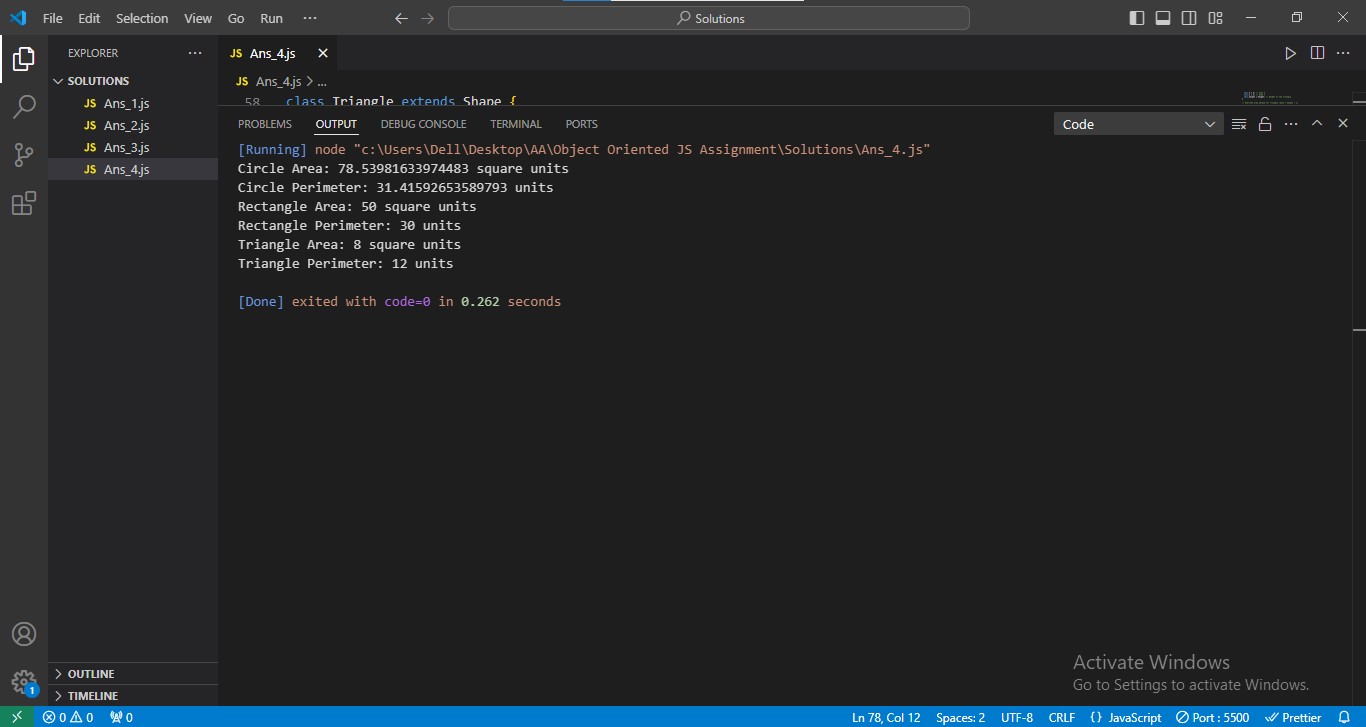 File Edit Selection View Go Run ···
Solutions
EXPLORER ···
SOLUTIONS
JS Ans_1.js
JS Ans_2.js
JS Ans_3.js
JS Ans_4.js
OUTLINE
TIMELINE
JS Ans_4.js
JS Ans_4.js > ...
58 class Triangle extends Shape {
PROBLEMS OUTPUT DEBUG CONSOLE TERMINAL PORTS
Code
[Running] node "c:\Users\Dell\Desktop\AA\Object Oriented JS Assignment\Solutions\Ans_4.js"
Circle Area: 78.53981633974483 square units
Circle Perimeter: 31.41592653589793 units
Rectangle Area: 50 square units
Rectangle Perimeter: 30 units
Triangle Area: 8 square units
Triangle Perimeter: 12 units
[Done] exited with code=0 in 0.262 seconds
Activate Windows
Go to Settings to activate Windows.
1
0 0 0
Ln 78, Col 12 Spaces: 2 UTF-8 CRLF {} JavaScript Port : 5500 Prettier